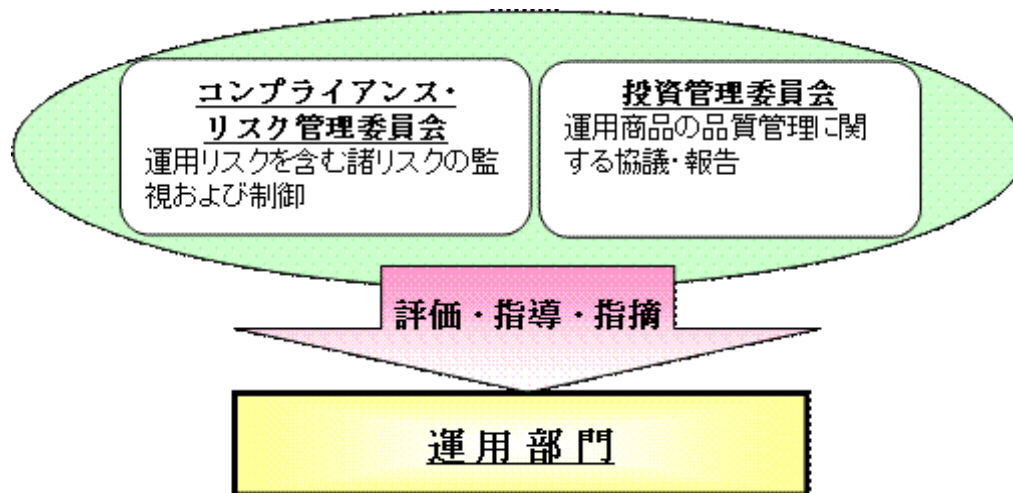 コンプライアンス・
リスク管理委員会
運用リスクを含む諸リスクの監
視および制御
投資管理委員会
運用商品の品質管理に関
する協議・報告
評価・指導・指摘
運用部門